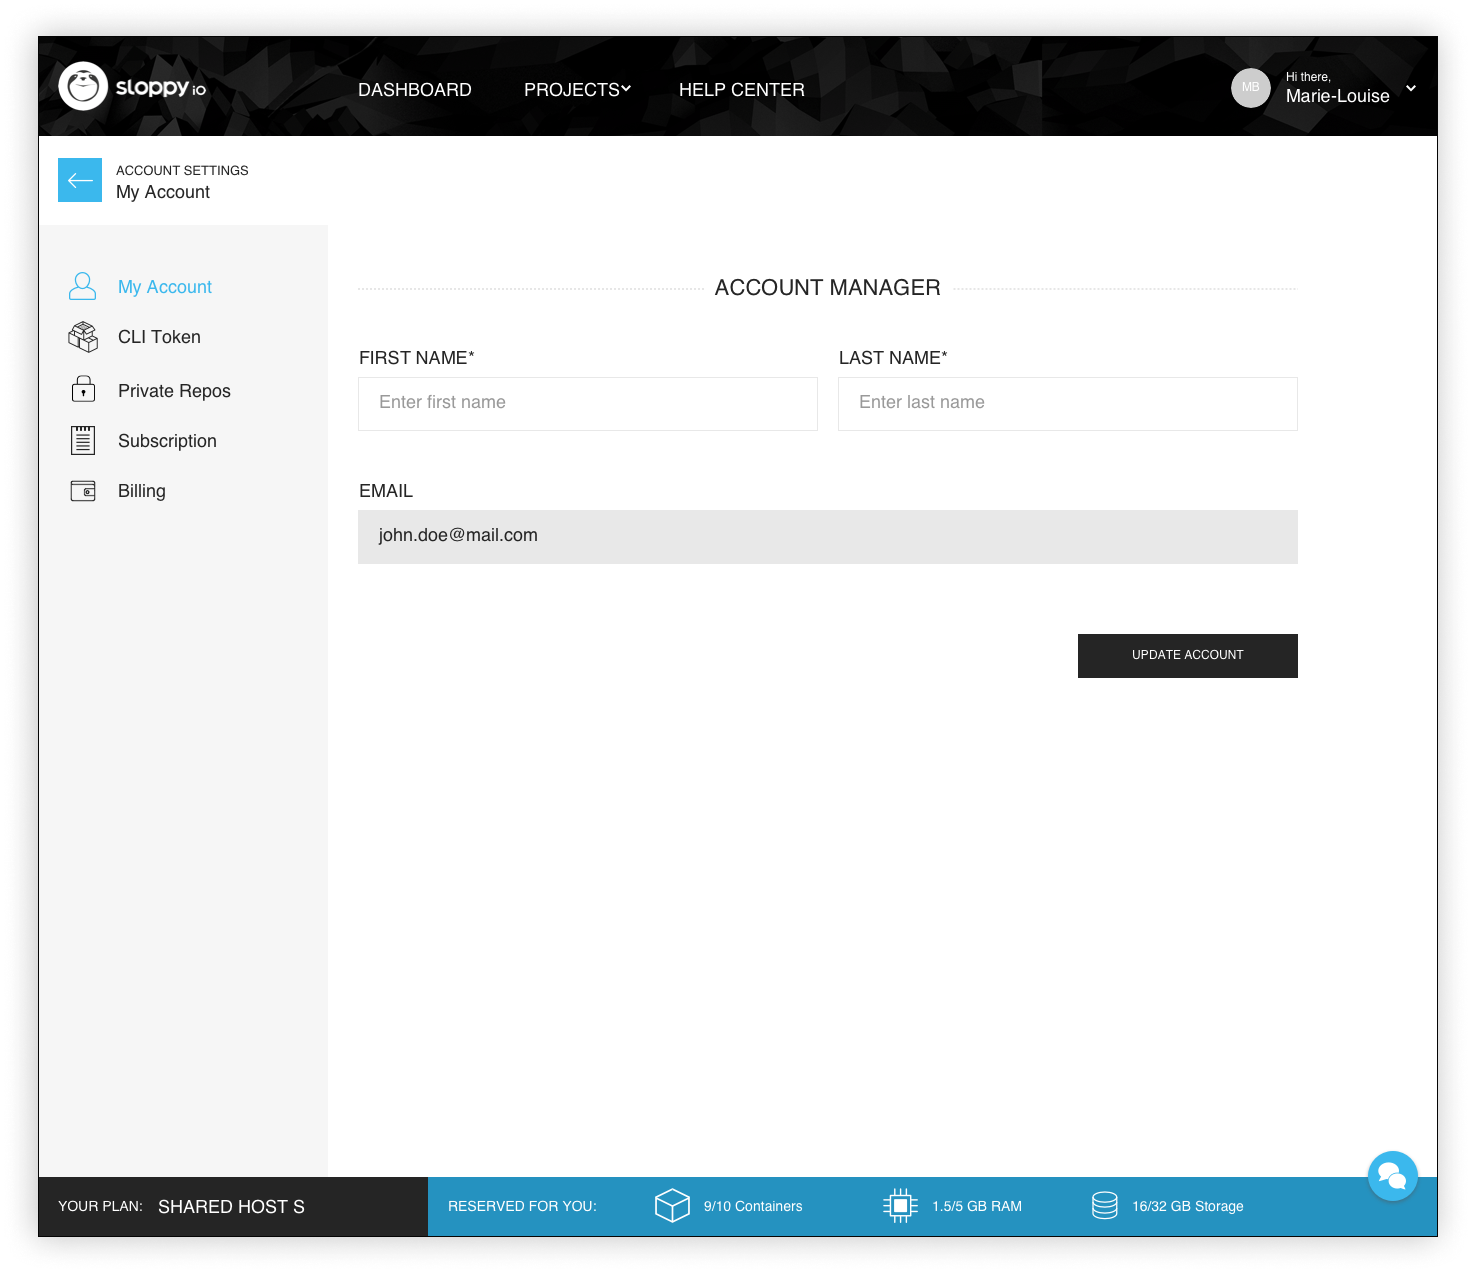 sloppy io
DASHBOARD
PROJECTS
HELP CENTER
MB
Hi there,
Marie-Louise
ACCOUNT SETTINGS
My Account
My Account
CLI Token
Private Repos
Subscription
Billing
ACCOUNT MANAGER
FIRST NAME*
LAST NAME*
Enter first name
Enter last name
EMAIL
john.doe@mail.com
UPDATE ACCOUNT
YOUR PLAN: SHARED HOST S
RESERVED FOR YOU:
9/10 Containers
1.5/5 GB RAM
16/32 GB Storage